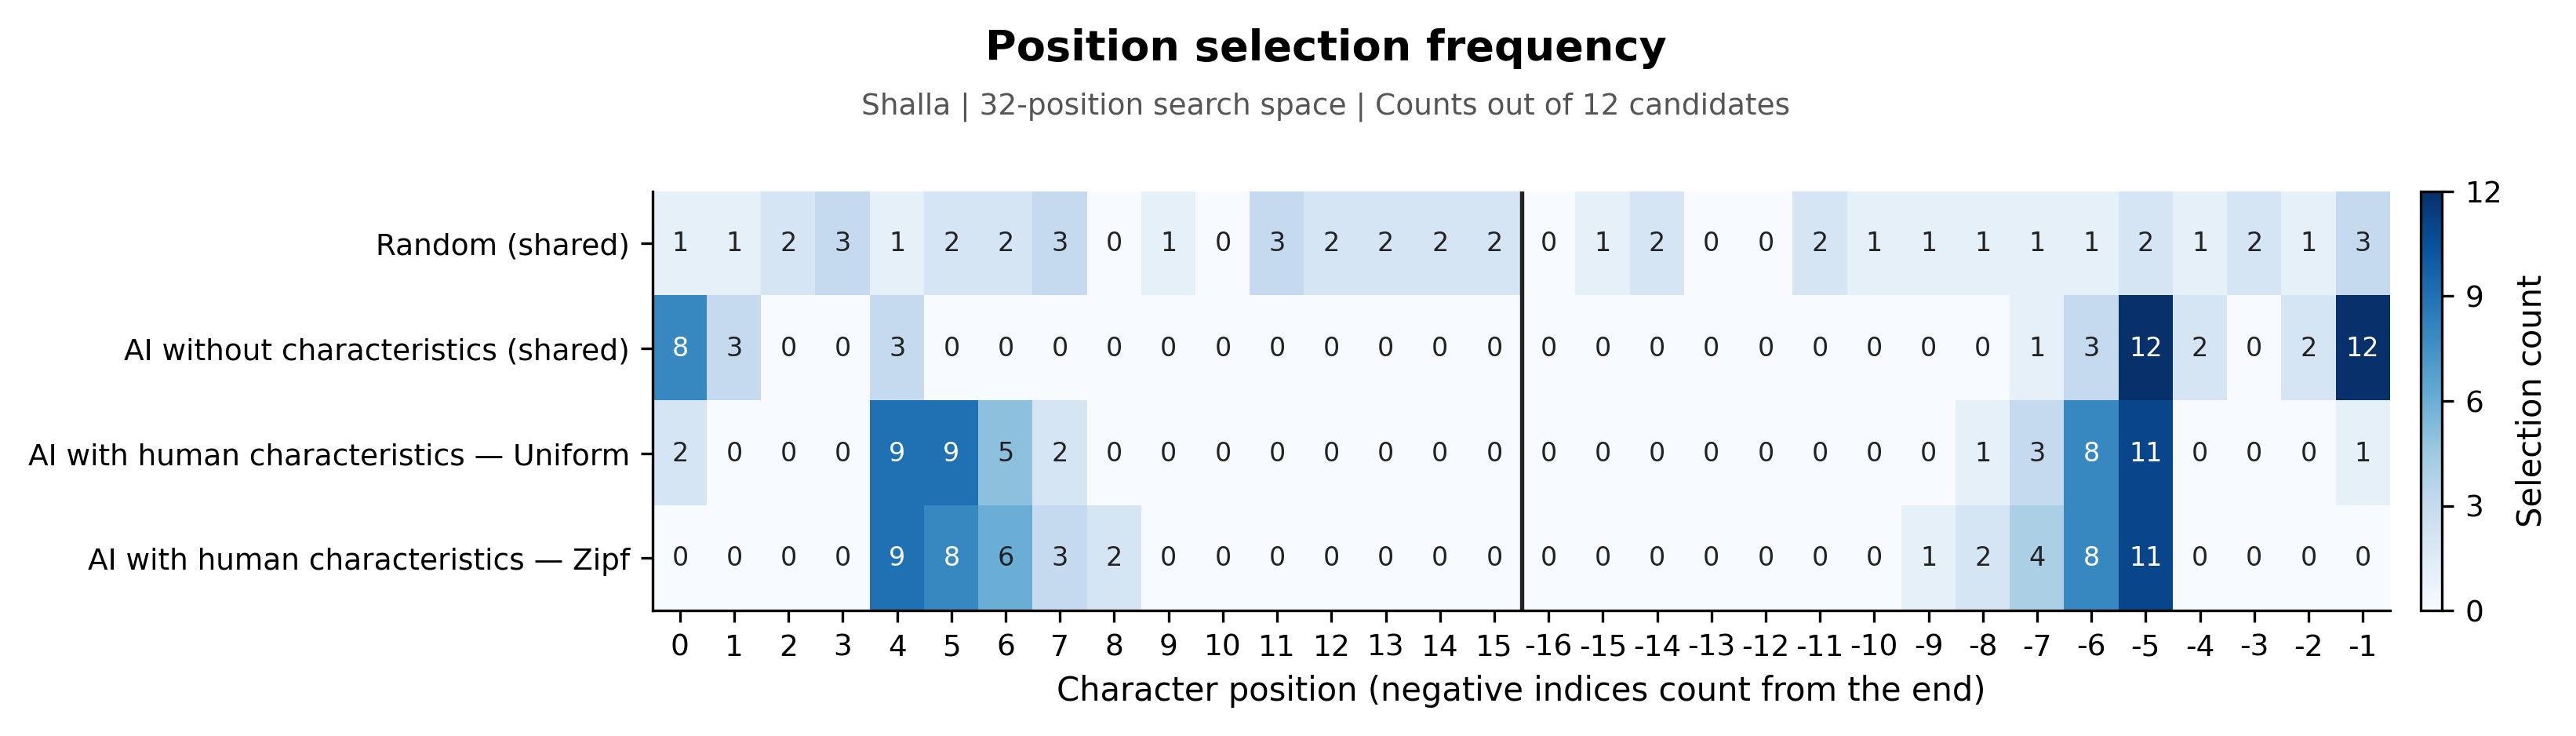 Position selection frequency
Shalla | 32-position search space | Counts out of 12 candidates
Random (shared) 1 1 2 3 1 2 2 3 0 1 0 3 2 2 2 2 0 1 2 0 0 2 1 1 1 1 1 2 1 2 1 3
AI without characteristics (shared) 8 3 0 0 3 0 0 0 0 0 0 0 0 0 0 0 0 0 0 0 0 0 0 0 0 1 3 12 2 0 2 12
AI with human characteristics — Uniform 2 0 0 0 9 9 5 2 0 0 0 0 0 0 0 0 0 0 0 0 0 0 0 0 1 3 8 11 0 0 0 1
AI with human characteristics — Zipf 0 0 0 0 9 8 6 3 2 0 0 0 0 0 0 0 0 0 0 0 0 0 0 1 2 4 8 11 0 0 0 0
0 1 2 3 4 5 6 7 8 9 10 11 12 13 14 15 -16 -15 -14 -13 -12 -11 -10 -9 -8 -7 -6 -5 -4 -3 -2 -1
Character position (negative indices count from the end)
12
9
6
3
0
Selection count